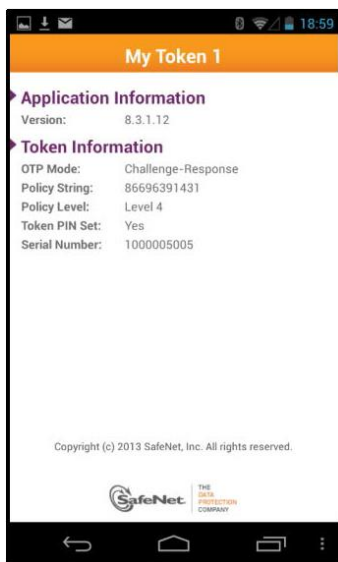 18:59
My Token 1
Application Information
Version: 8.3.1.12
Token Information
OTP Mode: Challenge-Response
Policy String: 86696391431
Policy Level: Level 4
Token PIN Set: Yes
Serial Number: 1000005005
Copyright (c) 2013 SafeNet, Inc. All rights reserved.
SafeNet
THE
DATA
PROTECTION
COMPANY